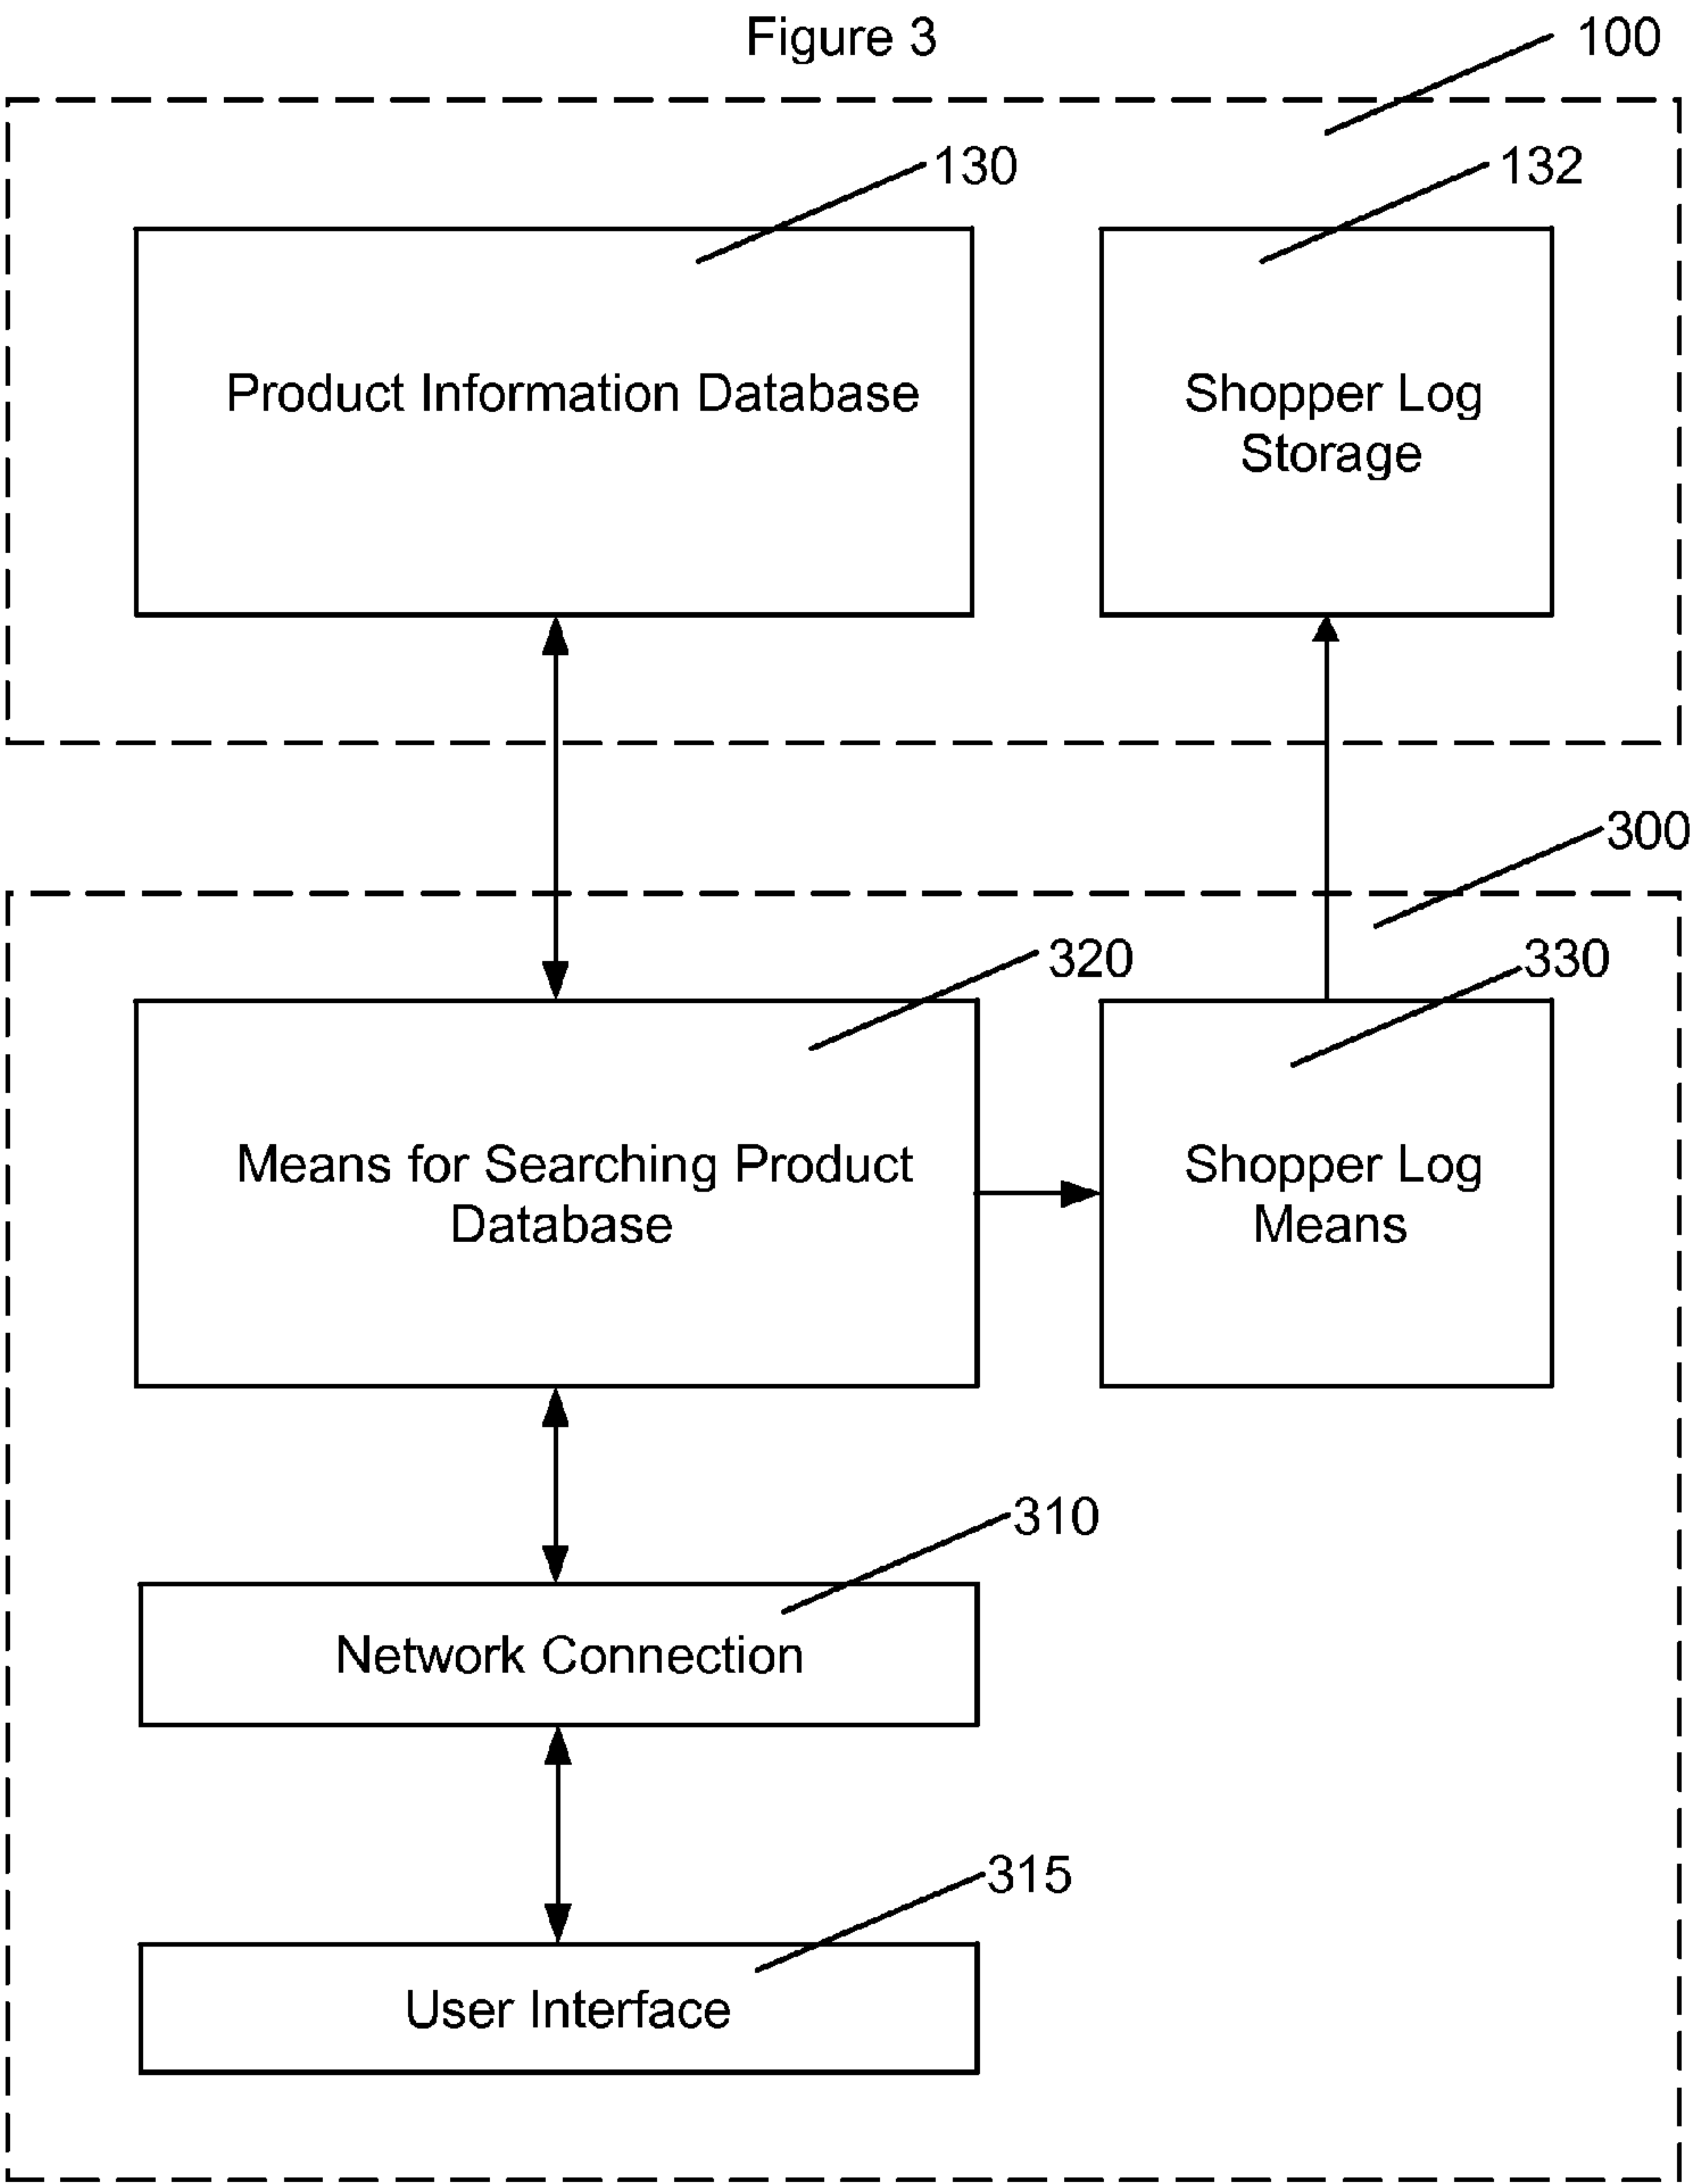 Figure 3
100
130
132
Product Information Database
Shopper Log
Storage
300
320
330
Means for Searching Product
Database
Shopper Log
Means
310
Network Connection
315
User Interface